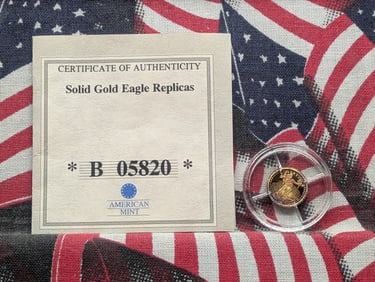 CERTIFICATE OF AUTHENTICITY
Solid Gold Eagle Replicas
* B 05820 *
AMERICAN
MINT